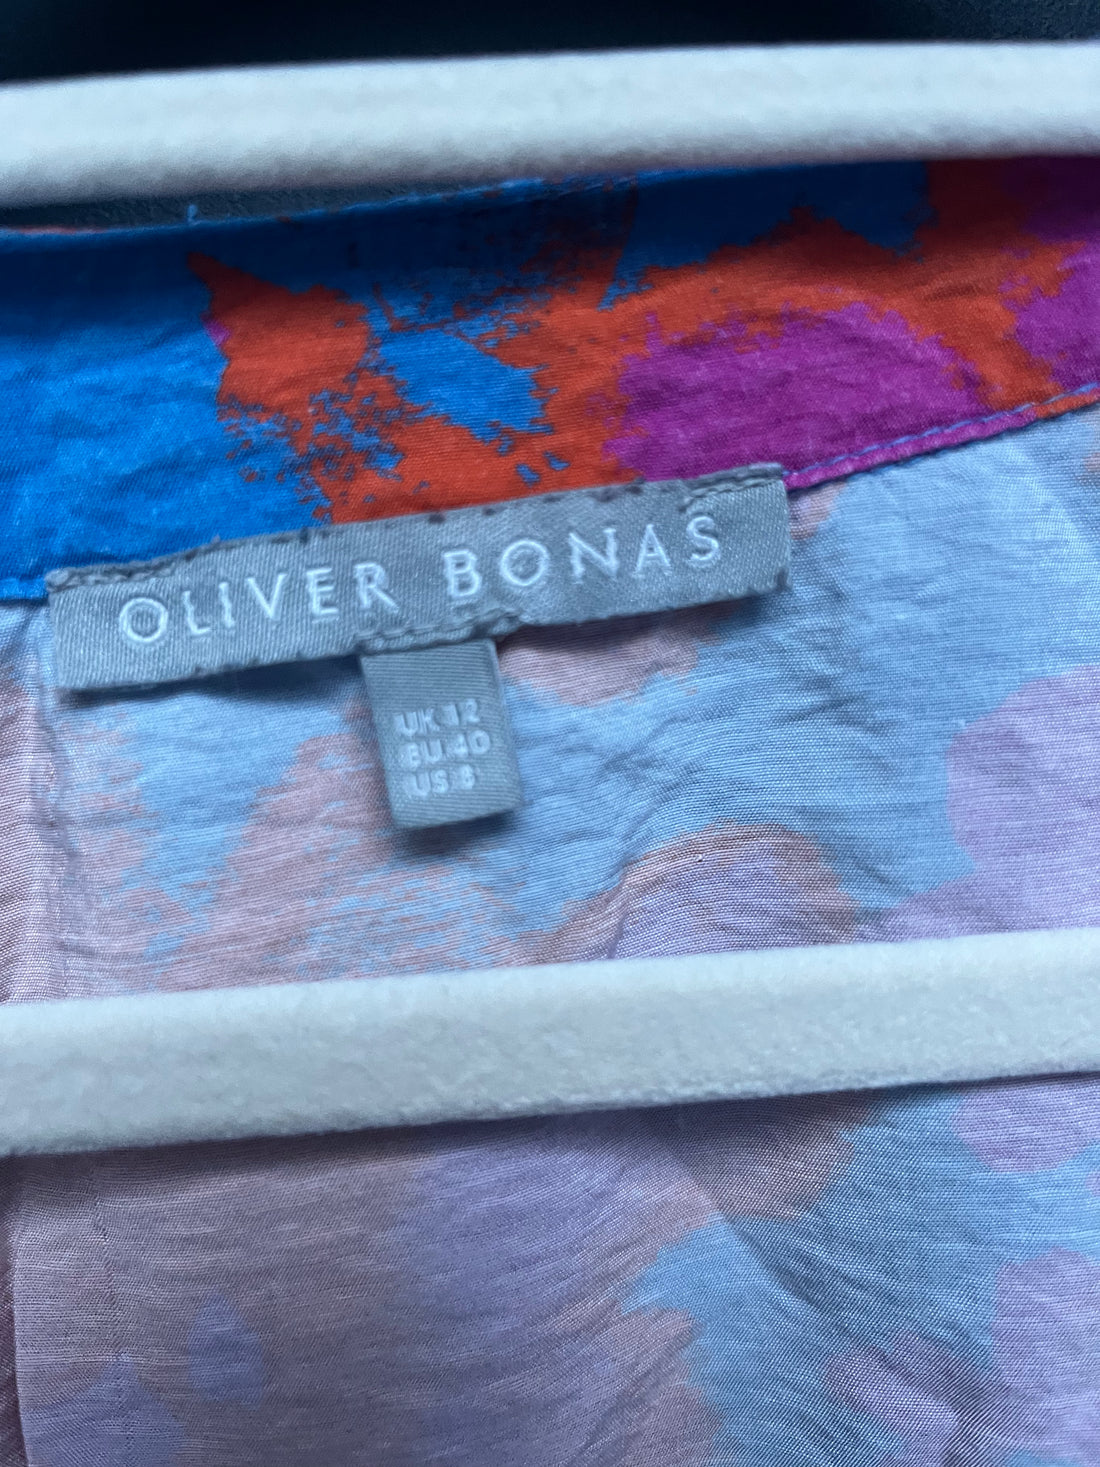 OLIVER BONAS
UK 12
EU 40
US 8